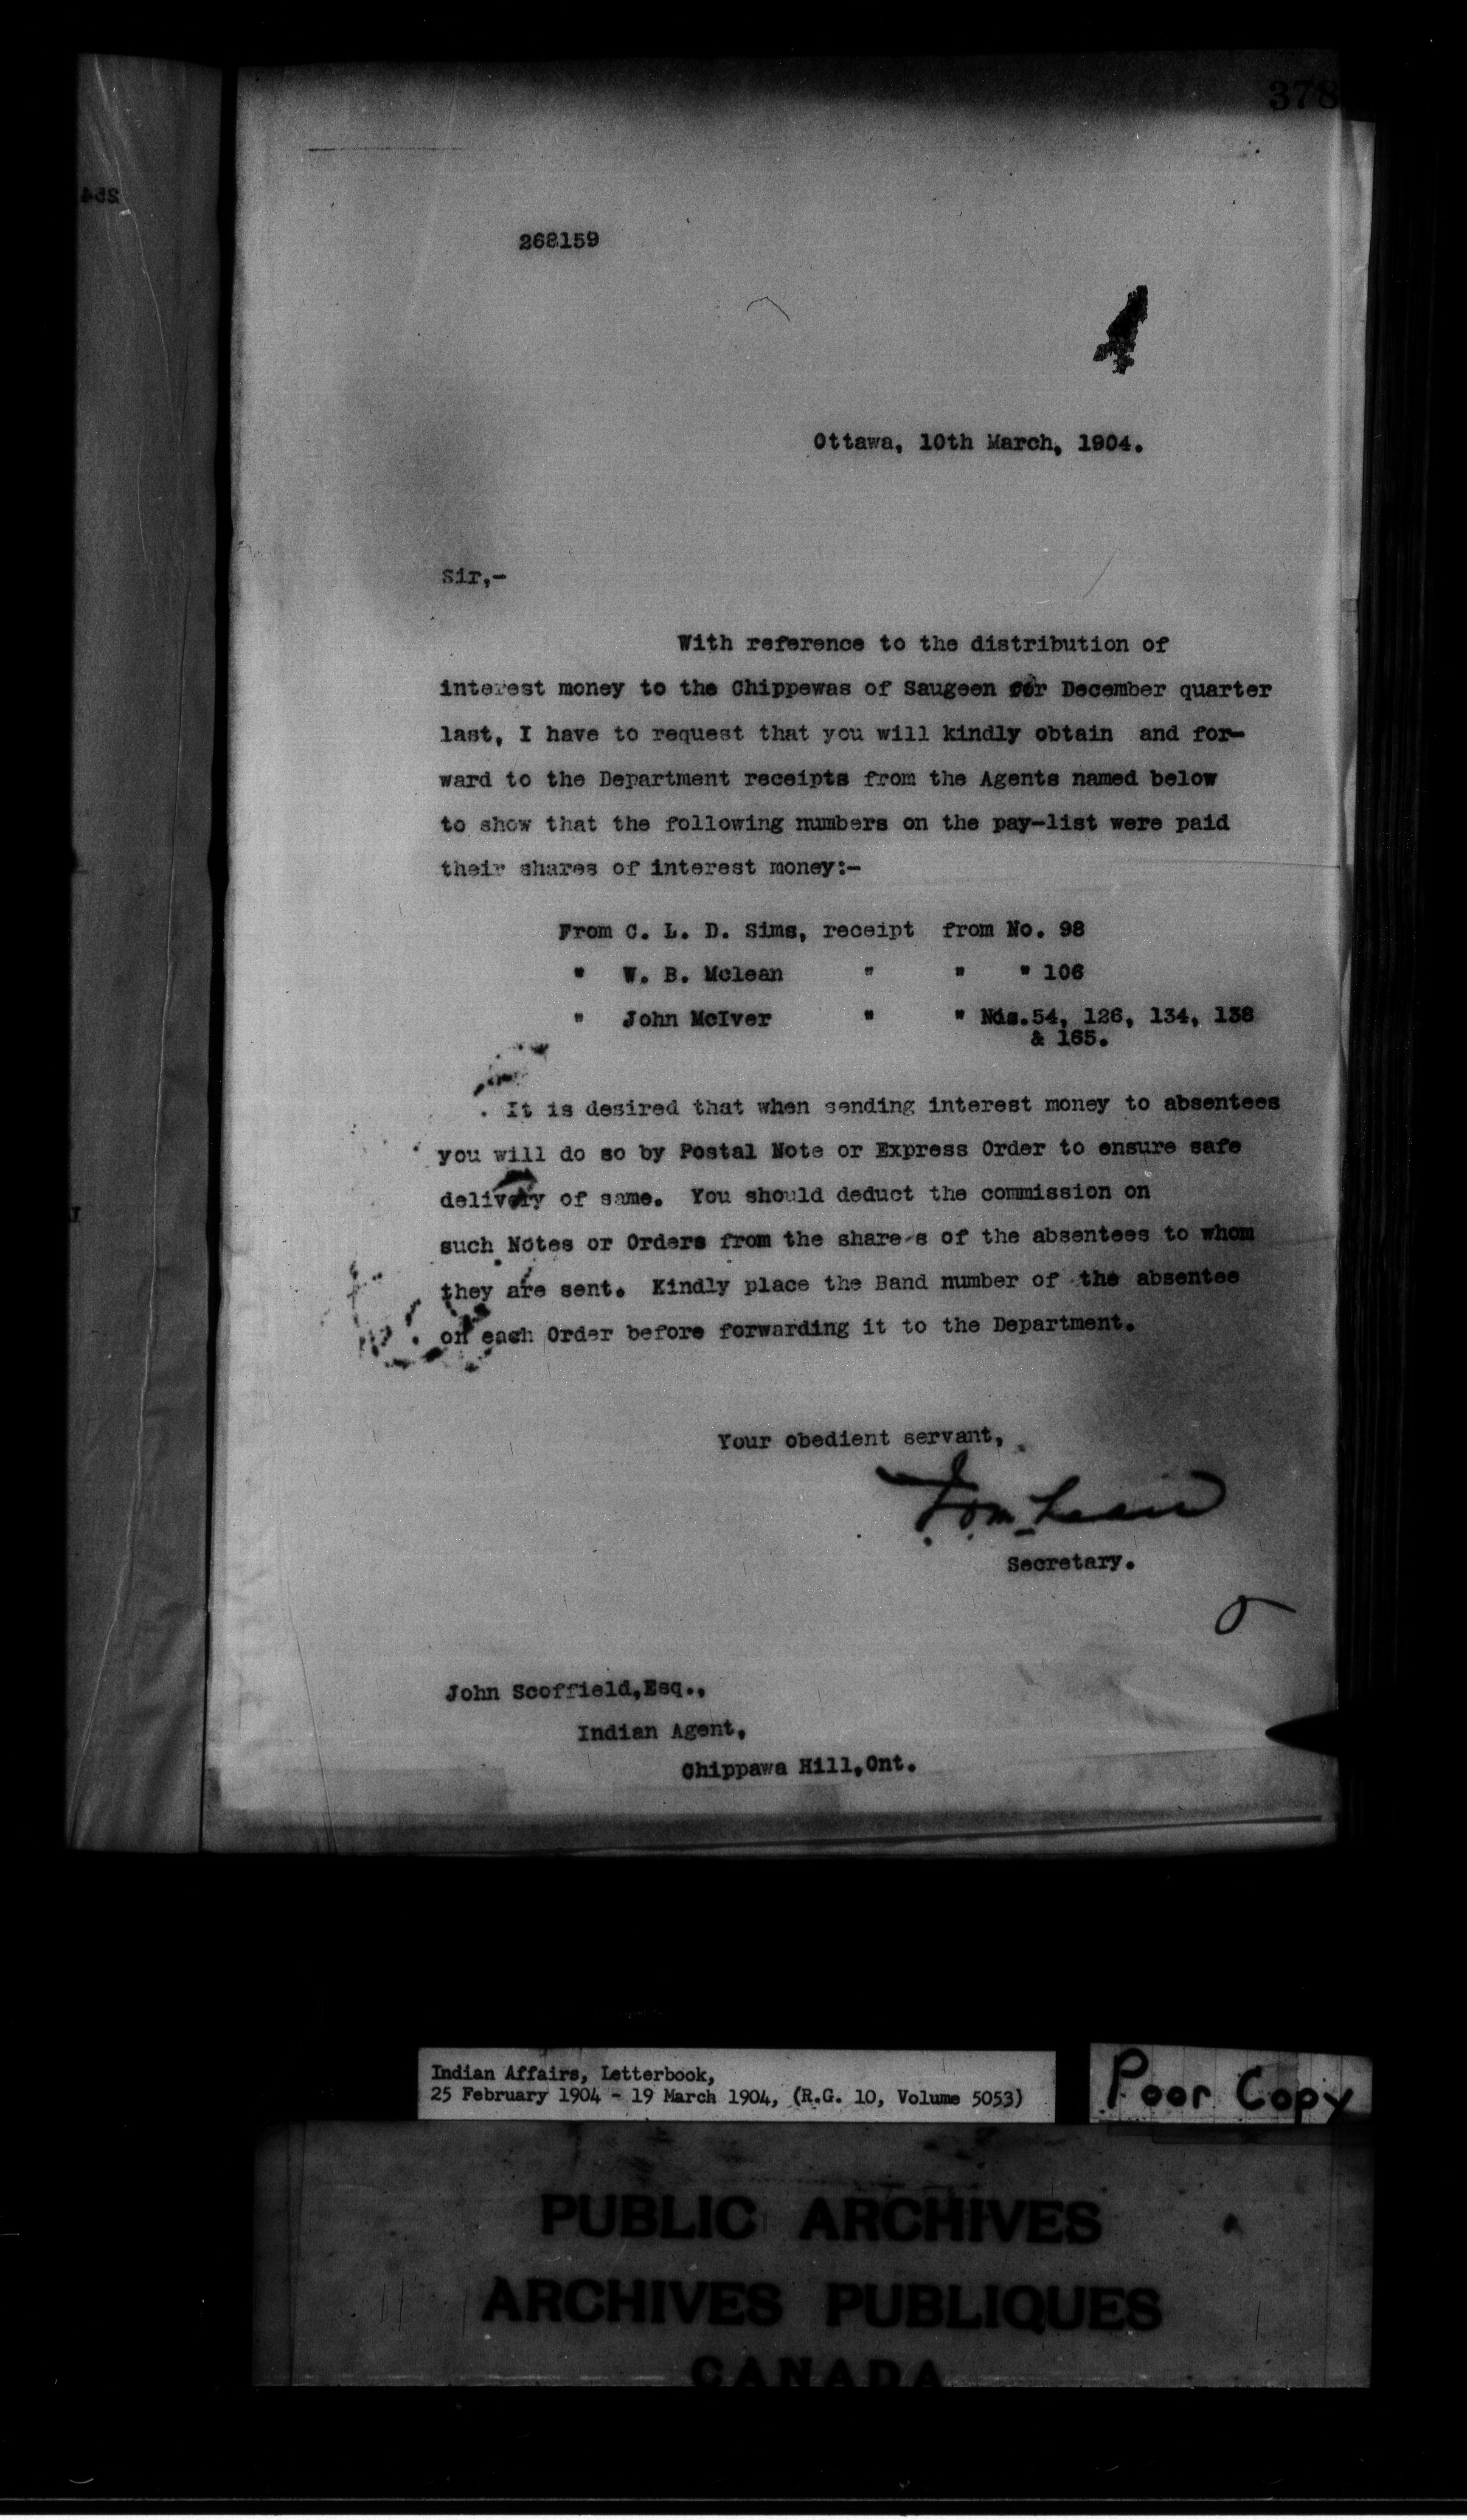 378
264
268159
Ottawa, 10th March, 1904.
Sir,-
With reference to the distribution of
interest money to the Chippewas of Saugeen for December quarter
last, I have to request that you will kindly obtain and for-
ward to the Department receipts from the Agents named below
to show that the following numbers on the pay-list were paid
their shares of interest money:-
From C. L. D. Sims, receipt from No. 98
" W. B. Mclean " " " 106
" John McIver " " Nos. 54, 126, 134, 138
& 165.
It is desired that when sending interest money to absentees
you will do so by Postal Note or Express Order to ensure safe
delivery of same. You should deduct the commission on
such Notes or Orders from the share-s of the absentees to whom
they are sent. Kindly place the Band number of the absentee
on each Order before forwarding it to the Department.
Your obedient servant,
Secretary.
John Scoffield,Esq.,
Indian Agent,
Chippawa Hill,Ont.
Indian Affairs, Letterbook,
25 February 1904 - 19 March 1904, (R.G. 10, Volume 5053)
Poor Copy
PUBLIC ARCHIVES
ARCHIVES PUBLIQUES
CANADA